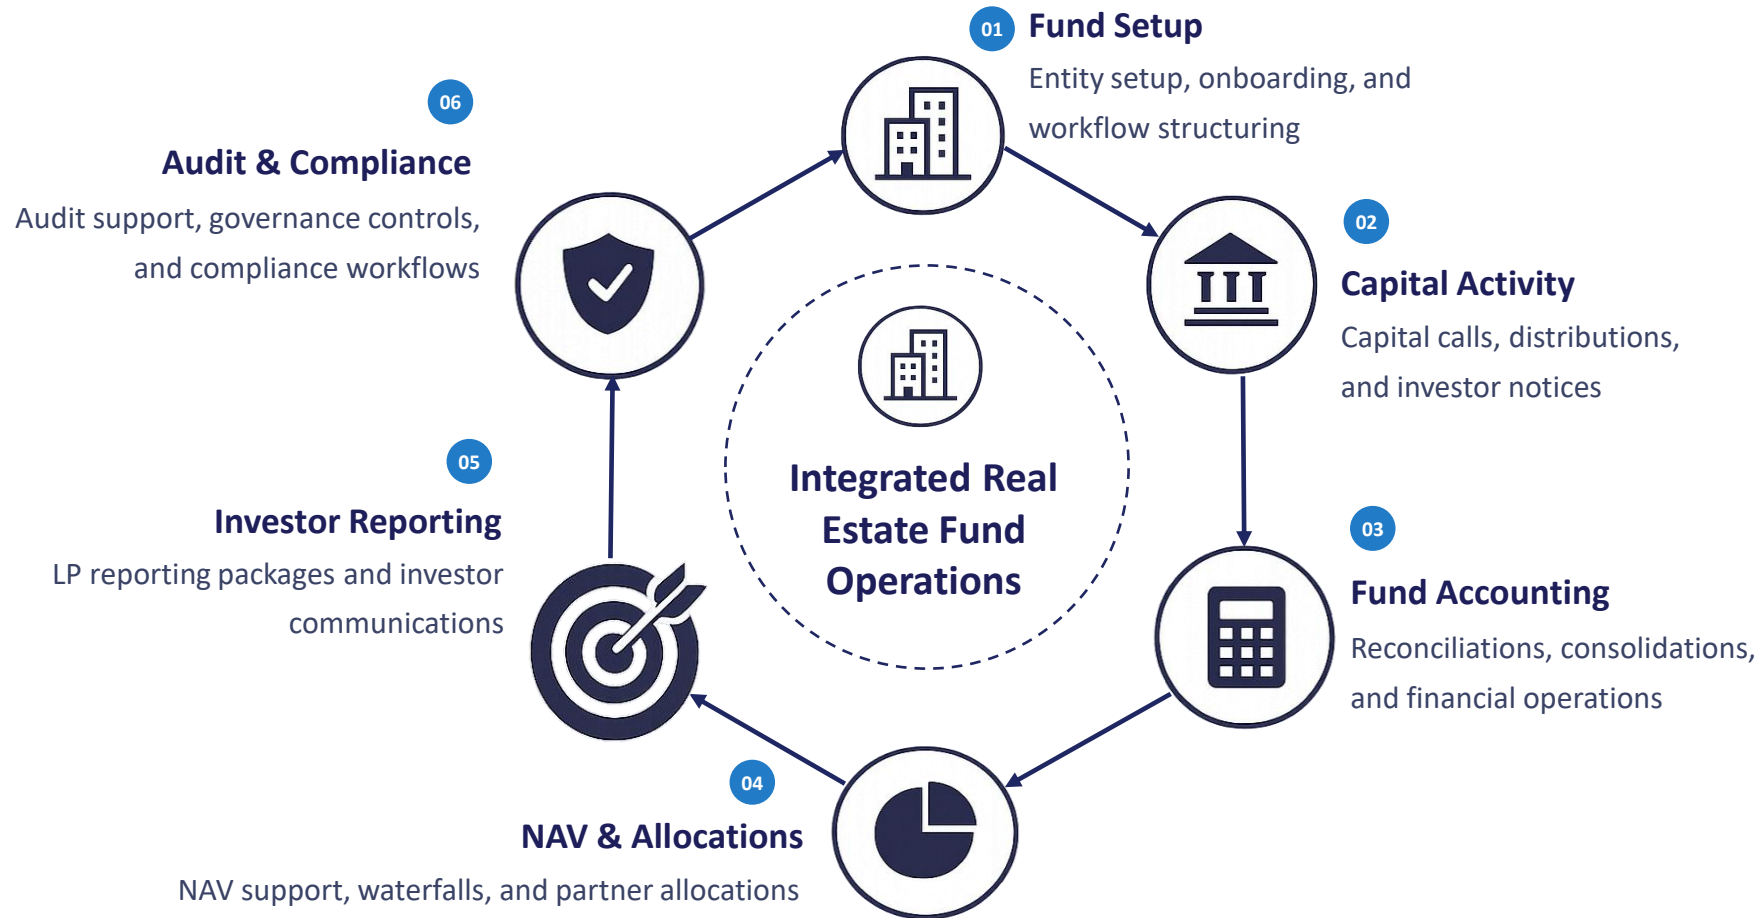 01
Fund Setup
Entity setup, onboarding, and
workflow structuring
02
Capital Activity
Capital calls, distributions,
and investor notices
03
Fund Accounting
Reconciliations, consolidations,
and financial operations
04
NAV & Allocations
NAV support, waterfalls, and partner allocations
05
Investor Reporting
LP reporting packages and investor
communications
06
Audit & Compliance
Audit support, governance controls,
and compliance workflows
Integrated Real
Estate Fund
Operations